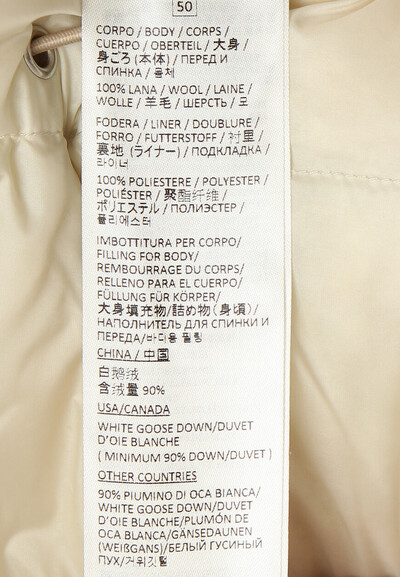 50
CORPO / BODY / CORPS /
CUERPO / OBERTEIL / 大身 /
身ごろ (本体) / ПЕРЕД И
СПИНКА / 몸체
100% LANA / WOOL / LAINE /
WOLLE / 羊毛 / ШЕРСТЬ / 모
FODERA / LINER / DOUBLURE /
FORRO / FUTTERSTOFF / 衬里 /
裏地 (ライナー) / ПОДКЛАДКА /
라이너
100% POLIESTERE / POLYESTER /
POLIÉSTER / 聚酯纤维 /
ポリエステル / ПОЛИЭСТЕР /
폴리에스터
IMBOTTITURA PER CORPO/
FILLING FOR BODY/
REMBOURRAGE DU CORPS/
RELLENO PARA EL CUERPO/
FÜLLUNG FÜR KÖRPER/
大身填充物/詰め物 (身頃) /
НАПОЛНИТЕЛЬ ДЛЯ СПИНКИ И
ПЕРЕДА/바디용 필링
CHINA / 中国
白鹅绒
含绒量 90%
USA/CANADA
WHITE GOOSE DOWN/DUVET
D'OIE BLANCHE
( MINIMUM 90% DOWN/DUVET )
OTHER COUNTRIES
90% PIUMINO DI OCA BIANCA/
WHITE GOOSE DOWN/DUVET
D'OIE BLANCHE/PLUMÓN DE
OCA BLANCA/GÄNSEDAUNEN
(WEIßGANS)/БЕЛЫЙ ГУСИНЫЙ
ПУХ/거위깃털